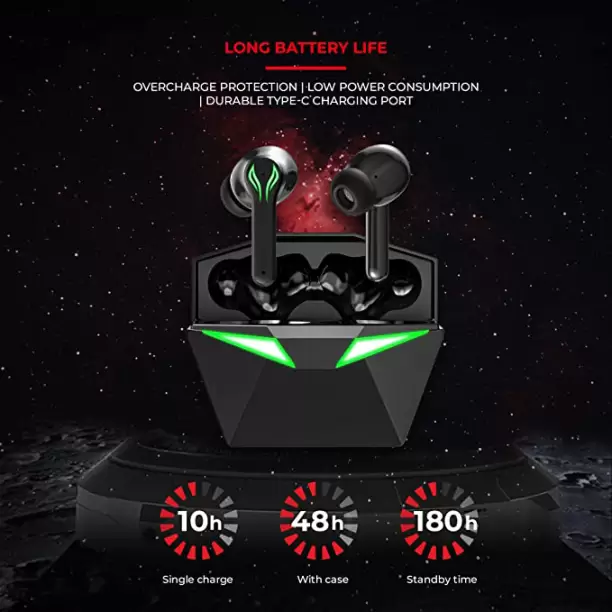 LONG BATTERY LIFE
OVERCHARGE PROTECTION | LOW POWER CONSUMPTION
| DURABLE TYPE-C CHARGING PORT
10h 48h 180h
Single charge With case Standby time